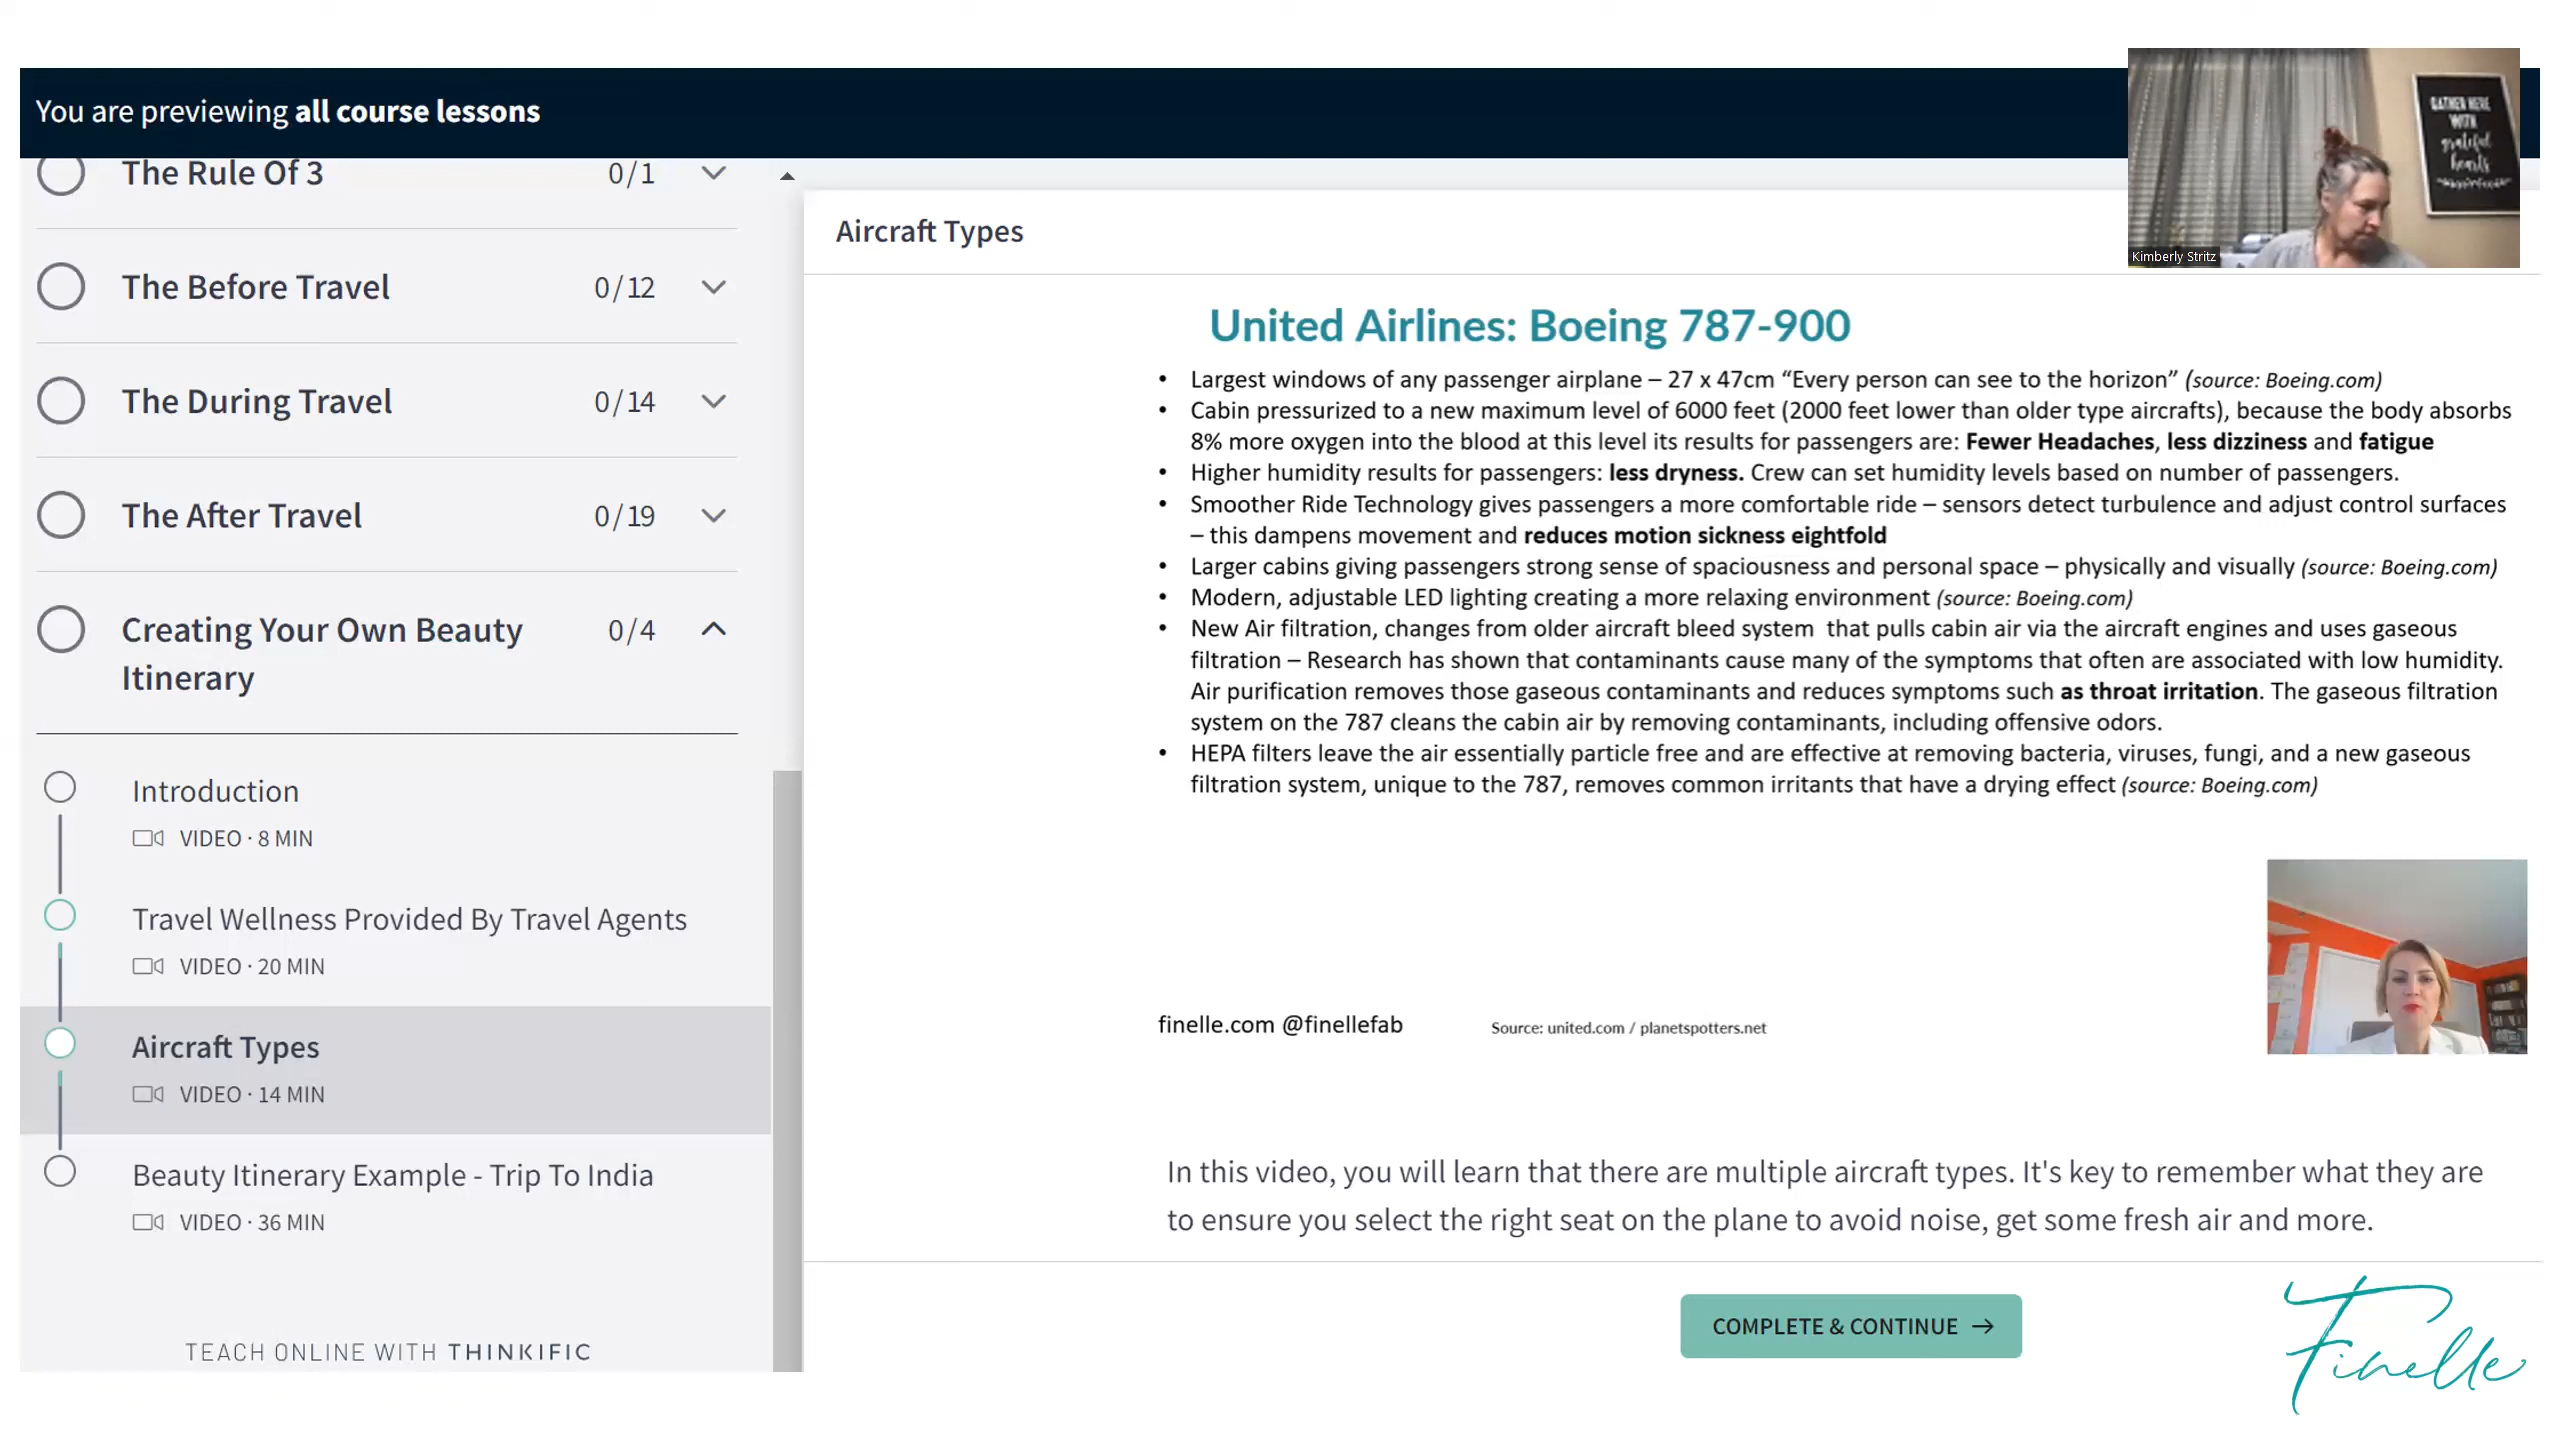 You are previewing all course lessons
The Rule Of 3 0/1
The Before Travel 0/12
The During Travel 0/14
The After Travel 0/19
Creating Your Own Beauty 0/4
Itinerary
Introduction
VIDEO · 8 MIN
Travel Wellness Provided By Travel Agents
VIDEO · 20 MIN
Aircraft Types
VIDEO · 14 MIN
Beauty Itinerary Example - Trip To India
VIDEO · 36 MIN
TEACH ONLINE WITH THINKIFIC
GATHER HERE
WITH
grateful
hearts
Kimberly Stritz
Aircraft Types
United Airlines: Boeing 787-900
• Largest windows of any passenger airplane – 27 x 47cm “Every person can see to the horizon” (source: Boeing.com)
• Cabin pressurized to a new maximum level of 6000 feet (2000 feet lower than older type aircrafts), because the body absorbs
8% more oxygen into the blood at this level its results for passengers are: Fewer Headaches, less dizziness and fatigue
• Higher humidity results for passengers: less dryness. Crew can set humidity levels based on number of passengers.
• Smoother Ride Technology gives passengers a more comfortable ride – sensors detect turbulence and adjust control surfaces
– this dampens movement and reduces motion sickness eightfold
• Larger cabins giving passengers strong sense of spaciousness and personal space – physically and visually (source: Boeing.com)
• Modern, adjustable LED lighting creating a more relaxing environment (source: Boeing.com)
• New Air filtration, changes from older aircraft bleed system that pulls cabin air via the aircraft engines and uses gaseous
filtration – Research has shown that contaminants cause many of the symptoms that often are associated with low humidity.
Air purification removes those gaseous contaminants and reduces symptoms such as throat irritation. The gaseous filtration
system on the 787 cleans the cabin air by removing contaminants, including offensive odors.
• HEPA filters leave the air essentially particle free and are effective at removing bacteria, viruses, fungi, and a new gaseous
filtration system, unique to the 787, removes common irritants that have a drying effect (source: Boeing.com)
finelle.com @finellefab
Source: united.com / planetspotters.net
In this video, you will learn that there are multiple aircraft types. It's key to remember what they are
to ensure you select the right seat on the plane to avoid noise, get some fresh air and more.
COMPLETE & CONTINUE →
Finelle